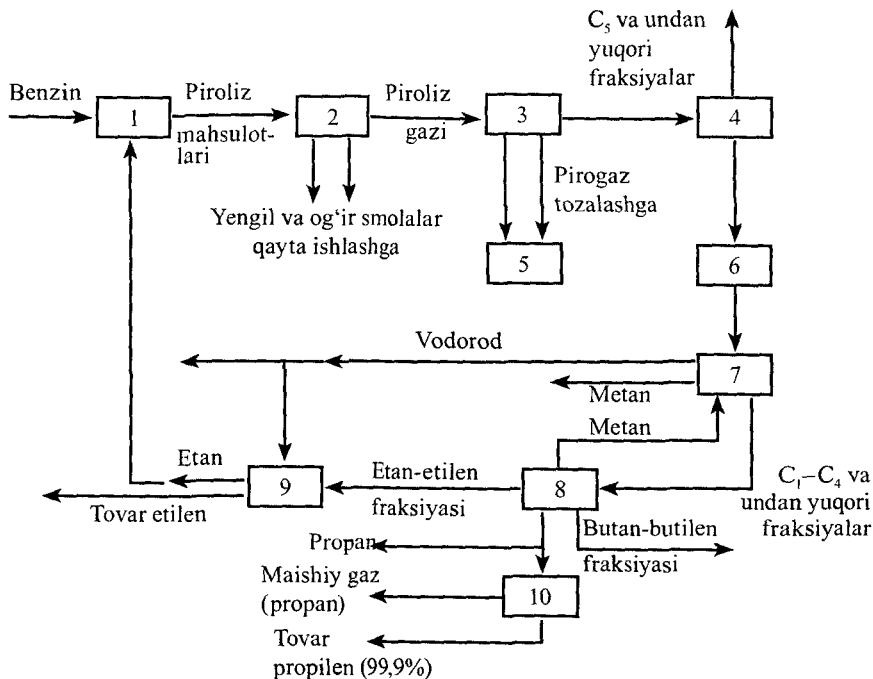 C₅ va undan
yuqori
fraksiyalar
Benzin
1
Piroliz
mahsulot-
lari
2
Piroliz
gazi
3
4
Yengil va og‘ir smolalar
qayta ishlashga
Pirogaz
tozalashga
5
6
Vodorod
7
Metan
Metan
Etan
9
Etan-etilen
fraksiyasi
8
C₁–C₄ va
undan yuqori
fraksiyalar
Tovar etilen
Butan-butilen
fraksiyasi
Propan
Maishiy gaz
(propan)
10
Tovar
propilen (99,9%)